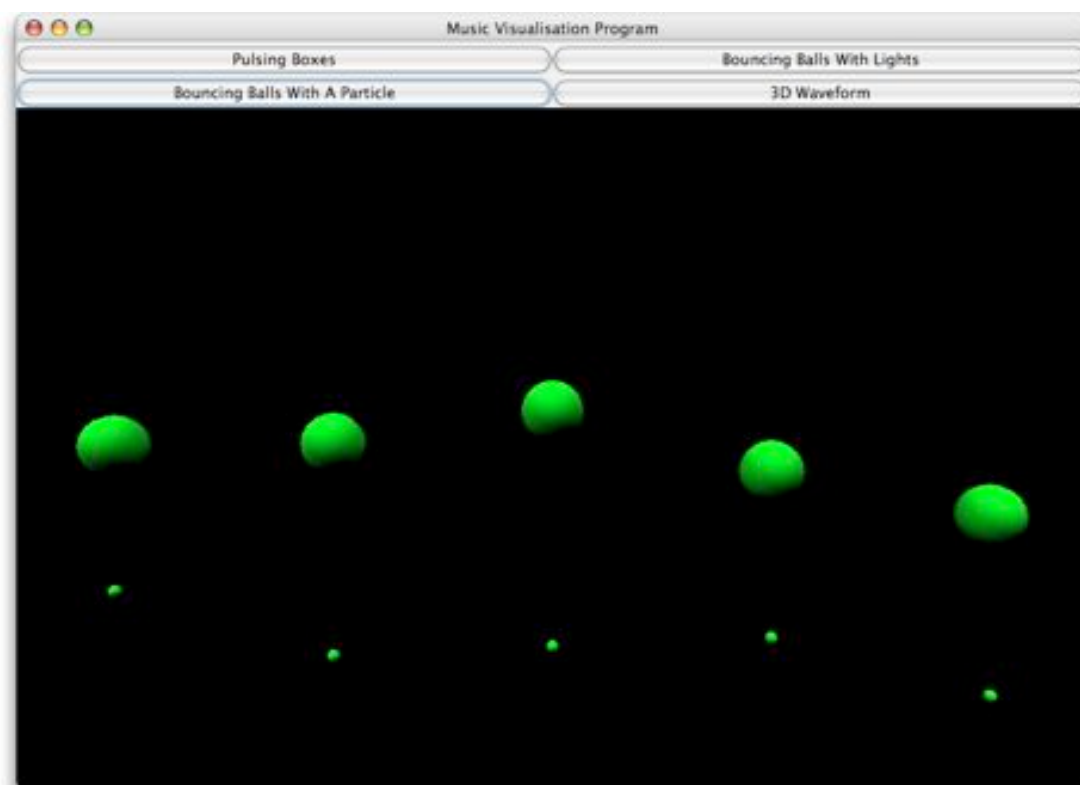 Music Visualisation Program
Pulsing Boxes
Bouncing Balls With Lights
Bouncing Balls With A Particle
3D Waveform